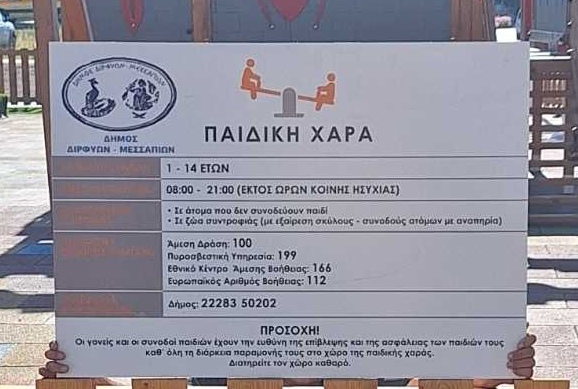 ΔΗΜΟΣ ΔΙΡΦΥΩΝ - ΜΕΣΣΑΠΙΩΝ
ΔΗΜΟΣ
ΔΙΡΦΥΩΝ - ΜΕΣΣΑΠΙΩΝ
ΠΑΙΔΙΚΗ ΧΑΡΑ
1 - 14 ΕΤΩΝ
08:00 - 21:00 (ΕΚΤΟΣ ΩΡΩΝ ΚΟΙΝΗΣ ΗΣΥΧΙΑΣ)
• Σε άτομα που δεν συνοδεύουν παιδί
• Σε ζώα συντροφιάς (με εξαίρεση σκύλους - συνοδούς ατόμων με αναπηρία)
Άμεση Δράση: 100
Πυροσβεστική Υπηρεσία: 199
Εθνικό Κέντρο Άμεσης Βοήθειας: 166
Ευρωπαϊκός Αριθμός Βοήθειας: 112
Δήμος: 22283 50202
ΠΡΟΣΟΧΗ!
Οι γονείς και οι συνοδοί παιδιών έχουν την ευθύνη της επίβλεψης και της ασφάλειας των παιδιών τους
καθ' όλη τη διάρκεια παραμονής τους στο χώρο της παιδικής χαράς.
Διατηρείτε τον χώρο καθαρό.